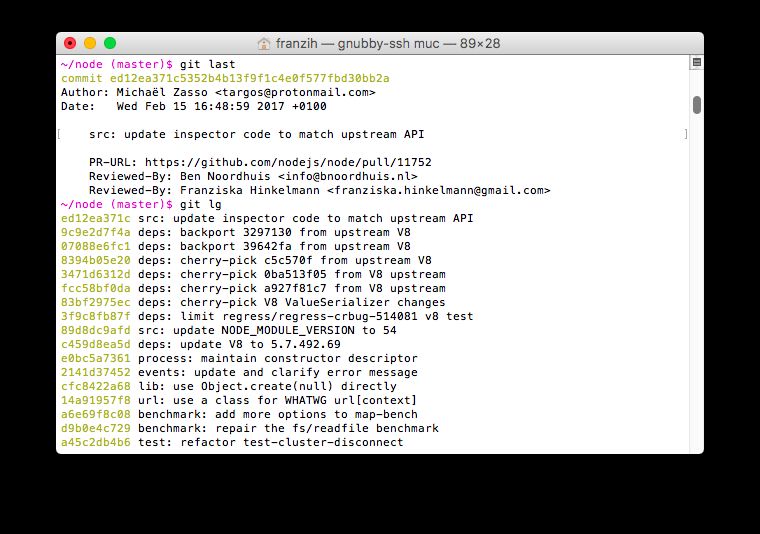 franzih — gnubby-ssh muc — 89×28
~/node (master)$ git last
commit ed12ea371c5352b4b13f9f1c4e0f577fbd30bb2a
Author: Michaël Zasso <targos@protonmail.com>
Date:   Wed Feb 15 16:48:59 2017 +0100
[    src: update inspector code to match upstream API ]
PR-URL: https://github.com/nodejs/node/pull/11752
Reviewed-By: Ben Noordhuis <info@bnoordhuis.nl>
Reviewed-By: Franziska Hinkelmann <franziska.hinkelmann@gmail.com>
~/node (master)$ git lg
ed12ea371c src: update inspector code to match upstream API
9c9e2d7f4a deps: backport 3297130 from upstream V8
07088e6fc1 deps: backport 39642fa from upstream V8
8394b05e20 deps: cherry-pick c5c570f from upstream V8
3471d6312d deps: cherry-pick 0ba513f05 from V8 upstream
fcc58bf0da deps: cherry-pick a927f81c7 from V8 upstream
83bf2975ec deps: cherry-pick V8 ValueSerializer changes
3f9c8fb87f deps: limit regress/regress-crbug-514081 v8 test
89d8dc9afd src: update NODE_MODULE_VERSION to 54
c459d8ea5d deps: update V8 to 5.7.492.69
e0bc5a7361 process: maintain constructor descriptor
2141d37452 events: update and clarify error message
cfc8422a68 lib: use Object.create(null) directly
14a91957f8 url: use a class for WHATWG url[context]
a6e69f8c08 benchmark: add more options to map-bench
d9b0e4c729 benchmark: repair the fs/readfile benchmark
a45c2db4b6 test: refactor test-cluster-disconnect